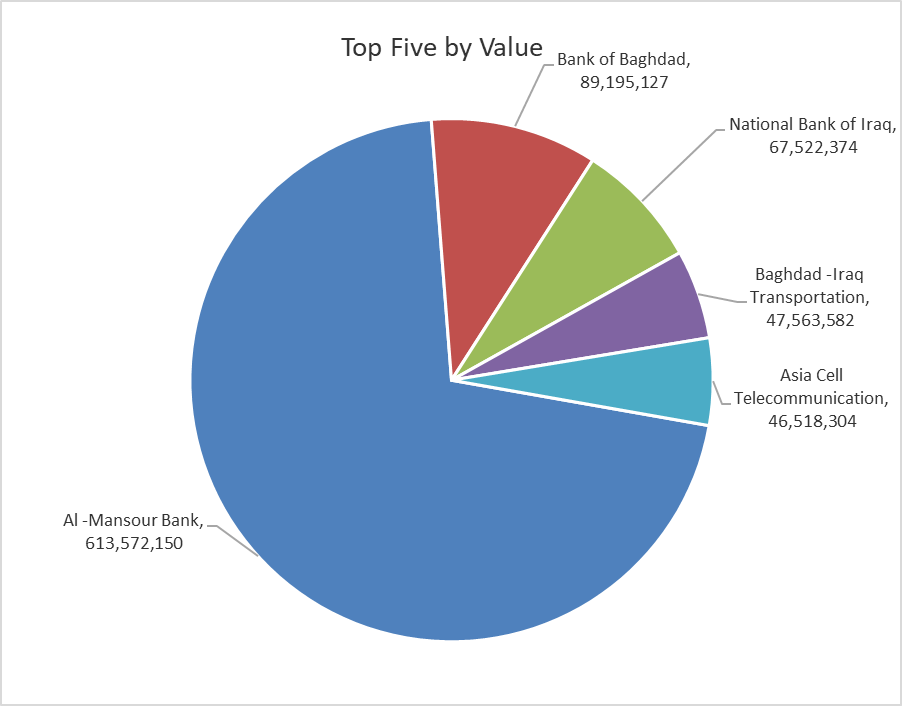 Top Five by Value
Bank of Baghdad,
89,195,127
National Bank of Iraq,
67,522,374
Baghdad -Iraq
Transportation,
47,563,582
Asia Cell
Telecommunication,
46,518,304
Al -Mansour Bank,
613,572,150